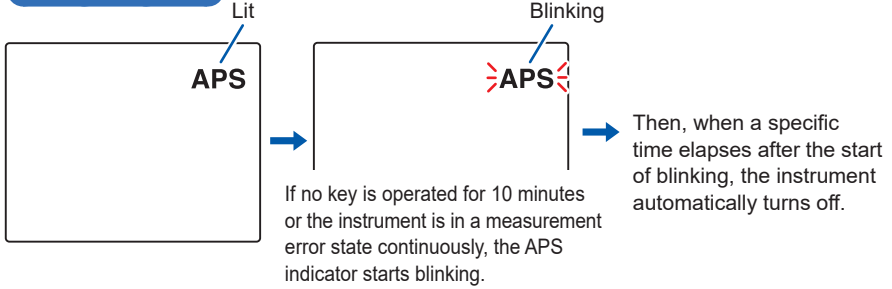 Lit
Blinking
APS
APS
Then, when a specific
time elapses after the start
of blinking, the instrument
automatically turns off.
If no key is operated for 10 minutes
or the instrument is in a measurement
error state continuously, the APS
indicator starts blinking.